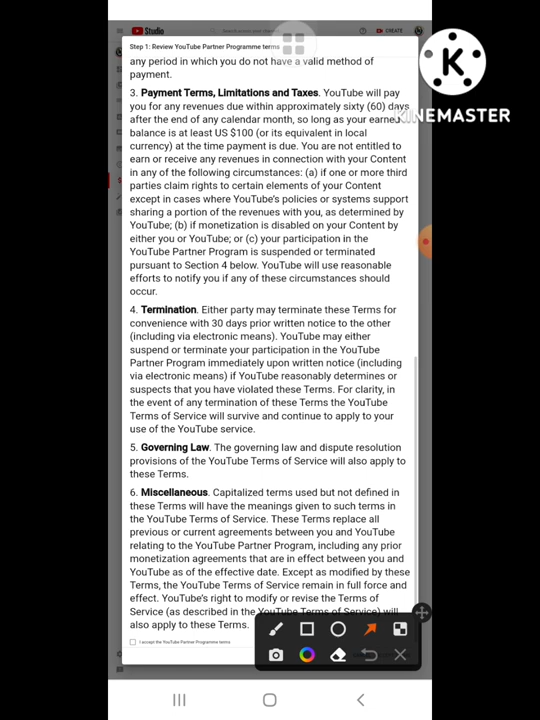 Studio
CREATE
Step 1: Review YouTube Partner Programme terms
any period in which you do not have a valid method of
payment.
3. Payment Terms, Limitations and Taxes. YouTube will pay
you for any revenues due within approximately sixty (60) days
after the end of any calendar month, so long as your earned
balance is at least US $100 (or its equivalent in local
currency) at the time payment is due. You are not entitled to
earn or receive any revenues in connection with your Content
in any of the following circumstances: (a) if one or more third
parties claim rights to certain elements of your Content
except in cases where YouTube's policies or systems support
sharing a portion of the revenues with you, as determined by
YouTube; (b) if monetization is disabled on your Content by
either you or YouTube; or (c) your participation in the
YouTube Partner Program is suspended or terminated
pursuant to Section 4 below. YouTube will use reasonable
efforts to notify you if any of these circumstances should
occur.
4. Termination. Either party may terminate these Terms for
convenience with 30 days prior written notice to the other
(including via electronic means). YouTube may either
suspend or terminate your participation in the YouTube
Partner Program immediately upon written notice (including
via electronic means) if YouTube reasonably determines or
suspects that you have violated these Terms. For clarity, in
the event of any termination of these Terms the YouTube
Terms of Service will survive and continue to apply to your
use of the YouTube service.
5. Governing Law. The governing law and dispute resolution
provisions of the YouTube Terms of Service will also apply to
these Terms.
6. Miscellaneous. Capitalized terms used but not defined in
these Terms will have the meanings given to such terms in
the YouTube Terms of Service. These Terms replace all
previous or current agreements between you and YouTube
relating to the YouTube Partner Program, including any prior
monetization agreements that are in effect between you and
YouTube as of the effective date. Except as modified by these
Terms, the YouTube Terms of Service remain in full force and
effect. YouTube's right to modify or revise the Terms of
Service (as described in the YouTube Terms of Service) will
also apply to these Terms.
I accept the YouTube Partner Programme terms
K
KINEMASTER